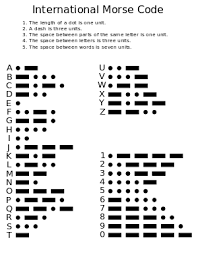 International Morse Code
1. The length of a dot is one unit.
2. A dash is three units.
3. The space between parts of the same letter is one unit.
4. The space between letters is three units.
5. The space between words is seven units.
A
B
C
D
E
F
G
H
I
J
K
L
M
N
O
P
Q
R
S
T
U
V
W
X
Y
Z
1
2
3
4
5
6
7
8
9
0